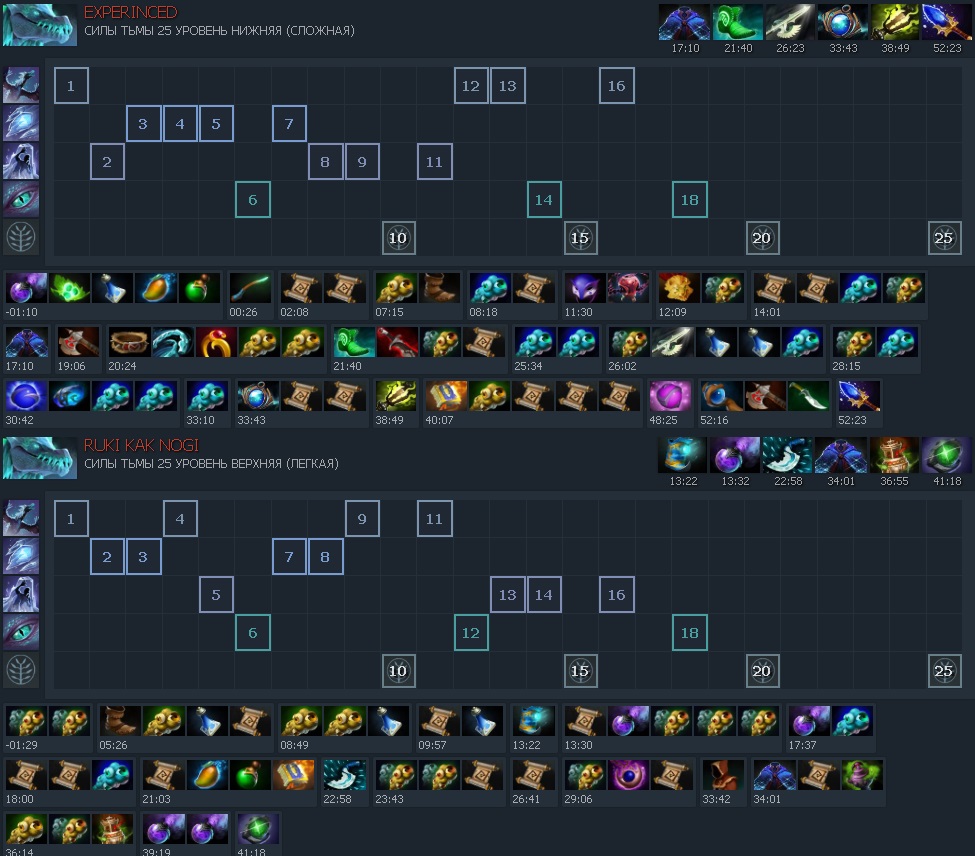 EXPERINCED
СИЛЫ ТЬМЫ 25 УРОВЕНЬ НИЖНЯЯ (СЛОЖНАЯ)
17:10 21:40 26:23 33:43 38:49 52:23
1 12 13 16
3 4 5 7
2 8 9 11
6 14 18
10 15 20 25
-01:10 00:26 02:08 07:15 08:18 11:30 12:09 14:01
17:10 19:06 20:24 21:40 25:34 26:02 28:15
30:42 33:10 33:43 38:49 40:07 48:25 52:16 52:23
RUKI KAK NOGI
СИЛЫ ТЬМЫ 25 УРОВЕНЬ ВЕРХНЯЯ (ЛЕГКАЯ)
13:22 13:32 22:58 34:01 36:55 41:18
1 4 9 11
2 3 7 8
5 13 14 16
6 12 18
10 15 20 25
-01:29 05:26 08:49 09:57 13:22 13:30 17:37
18:00 21:03 22:58 23:43 26:41 29:06 33:42 34:01
36:14 39:19 41:18